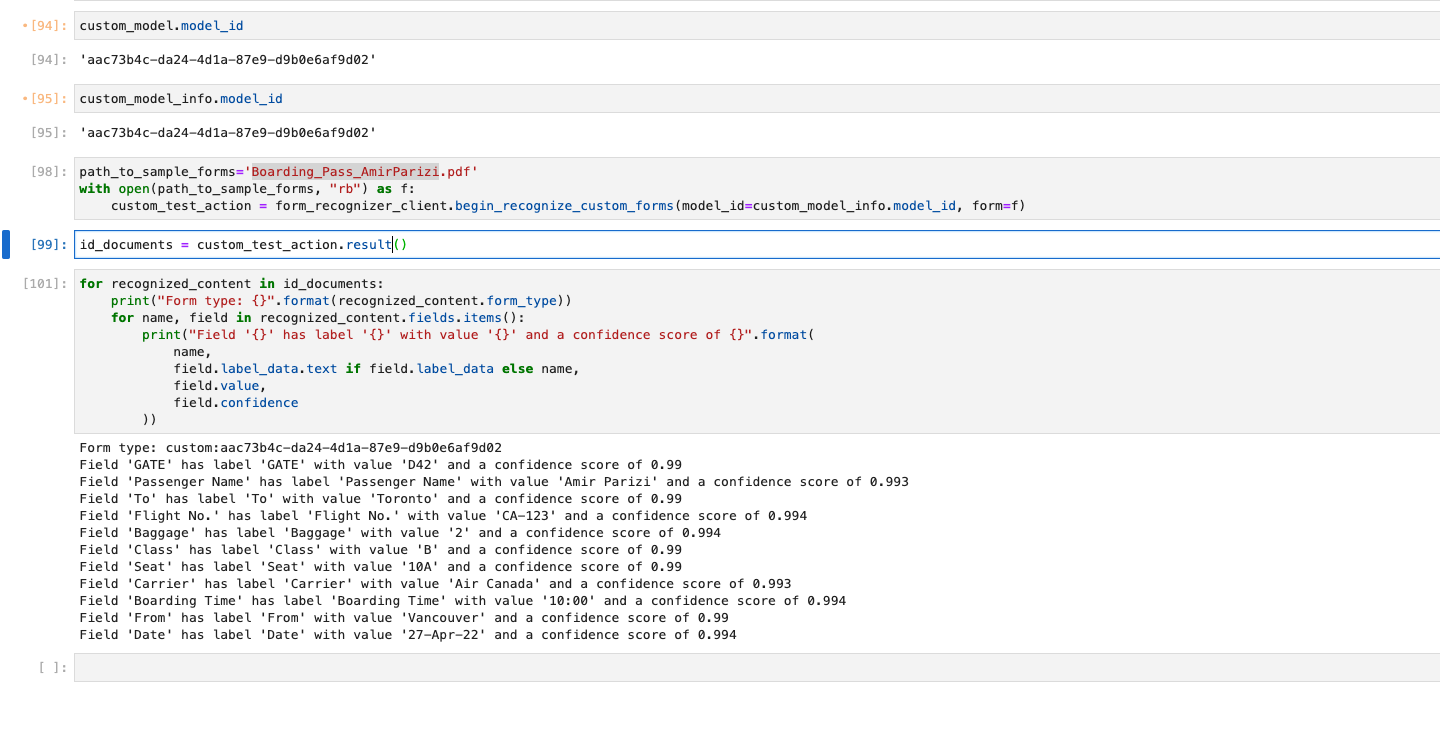 •[94]: custom_model.model_id
[94]: 'aac73b4c-da24-4d1a-87e9-d9b0e6af9d02'
•[95]: custom_model_info.model_id
[95]: 'aac73b4c-da24-4d1a-87e9-d9b0e6af9d02'
[98]: path_to_sample_forms='Boarding_Pass_AmirParizi.pdf'
with open(path_to_sample_forms, "rb") as f:
    custom_test_action = form_recognizer_client.begin_recognize_custom_forms(model_id=custom_model_info.model_id, form=f)
[99]: id_documents = custom_test_action.result()
[101]: for recognized_content in id_documents:
    print("Form type: {}".format(recognized_content.form_type))
    for name, field in recognized_content.fields.items():
        print("Field '{}' has label '{}' with value '{}' and a confidence score of {}".format(
            name,
            field.label_data.text if field.label_data else name,
            field.value,
            field.confidence
        ))
Form type: custom:aac73b4c-da24-4d1a-87e9-d9b0e6af9d02
Field 'GATE' has label 'GATE' with value 'D42' and a confidence score of 0.99
Field 'Passenger Name' has label 'Passenger Name' with value 'Amir Parizi' and a confidence score of 0.993
Field 'To' has label 'To' with value 'Toronto' and a confidence score of 0.99
Field 'Flight No.' has label 'Flight No.' with value 'CA-123' and a confidence score of 0.994
Field 'Baggage' has label 'Baggage' with value '2' and a confidence score of 0.994
Field 'Class' has label 'Class' with value 'B' and a confidence score of 0.99
Field 'Seat' has label 'Seat' with value '10A' and a confidence score of 0.99
Field 'Carrier' has label 'Carrier' with value 'Air Canada' and a confidence score of 0.993
Field 'Boarding Time' has label 'Boarding Time' with value '10:00' and a confidence score of 0.994
Field 'From' has label 'From' with value 'Vancouver' and a confidence score of 0.99
Field 'Date' has label 'Date' with value '27-Apr-22' and a confidence score of 0.994
[ ]: